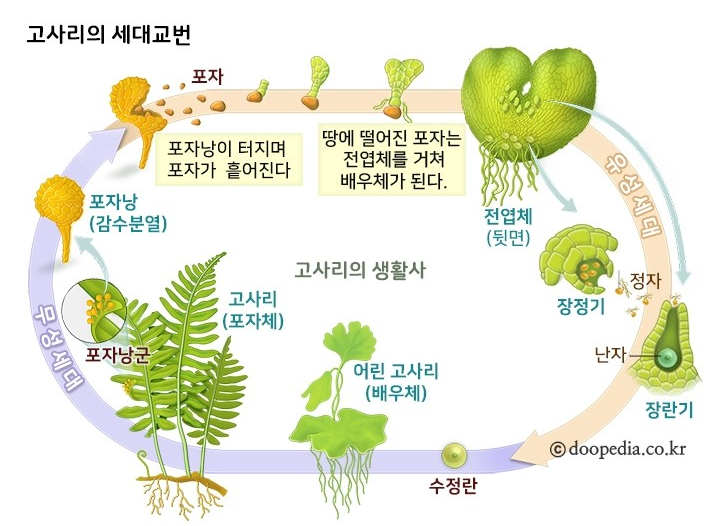 고사리의 세대교번
포자
포자낭이 터지며
포자가 흩어진다
땅에 떨어진 포자는
전엽체를 거쳐
배우체가 된다.
유성세대
포자낭
(감수분열)
전엽체
(뒷면)
고사리의 생활사
장정기
정자
고사리
(포자체)
무성세대
포자낭군
난자
어린 고사리
(배우체)
장란기
ⓒ doopedia.co.kr
수정란